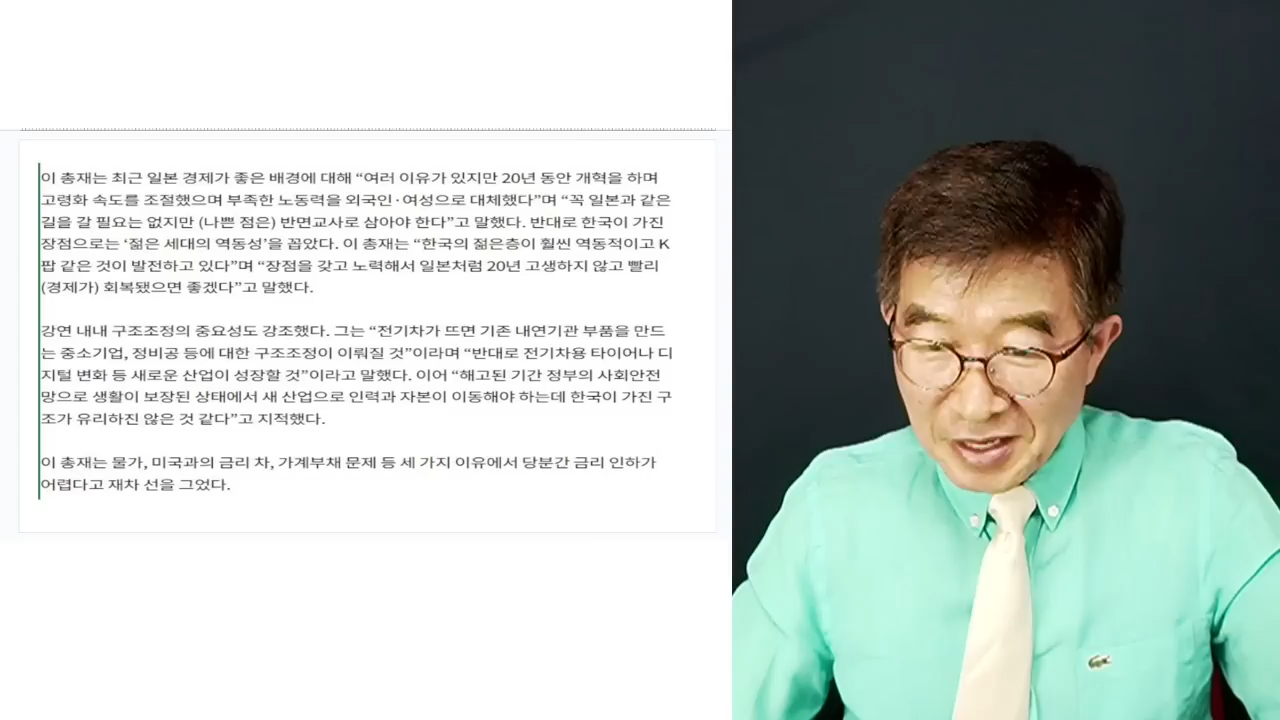 이 총재는 최근 일본 경제가 좋은 배경에 대해 “여러 이유가 있지만 20년 동안 개혁을 하며
고령화 속도를 조절했으며 부족한 노동력을 외국인·여성으로 대체했다”며 “꼭 일본과 같은
길을 갈 필요는 없지만 (나쁜 점은) 반면교사로 삼아야 한다”고 말했다. 반대로 한국이 가진
장점으로는 ‘젊은 세대의 역동성’을 꼽았다. 이 총재는 “한국의 젊은층이 훨씬 역동적이고 K
팝 같은 것이 발전하고 있다”며 “장점을 갖고 노력해서 일본처럼 20년 고생하지 않고 빨리
(경제가) 회복됐으면 좋겠다”고 말했다.
강연 내내 구조조정의 중요성도 강조했다. 그는 “전기차가 뜨면 기존 내연기관 부품을 만드
는 중소기업, 정비공 등에 대한 구조조정이 이뤄질 것”이라며 “반대로 전기차용 타이어나 디
지털 변화 등 새로운 산업이 성장할 것”이라고 말했다. 이어 “해고된 기간 정부의 사회안전
망으로 생활이 보장된 상태에서 새 산업으로 인력과 자본이 이동해야 하는데 한국이 가진 구
조가 유리하진 않은 것 같다”고 지적했다.
이 총재는 물가, 미국과의 금리 차, 가계부채 문제 등 세 가지 이유에서 당분간 금리 인하가
어렵다고 재차 선을 그었다.